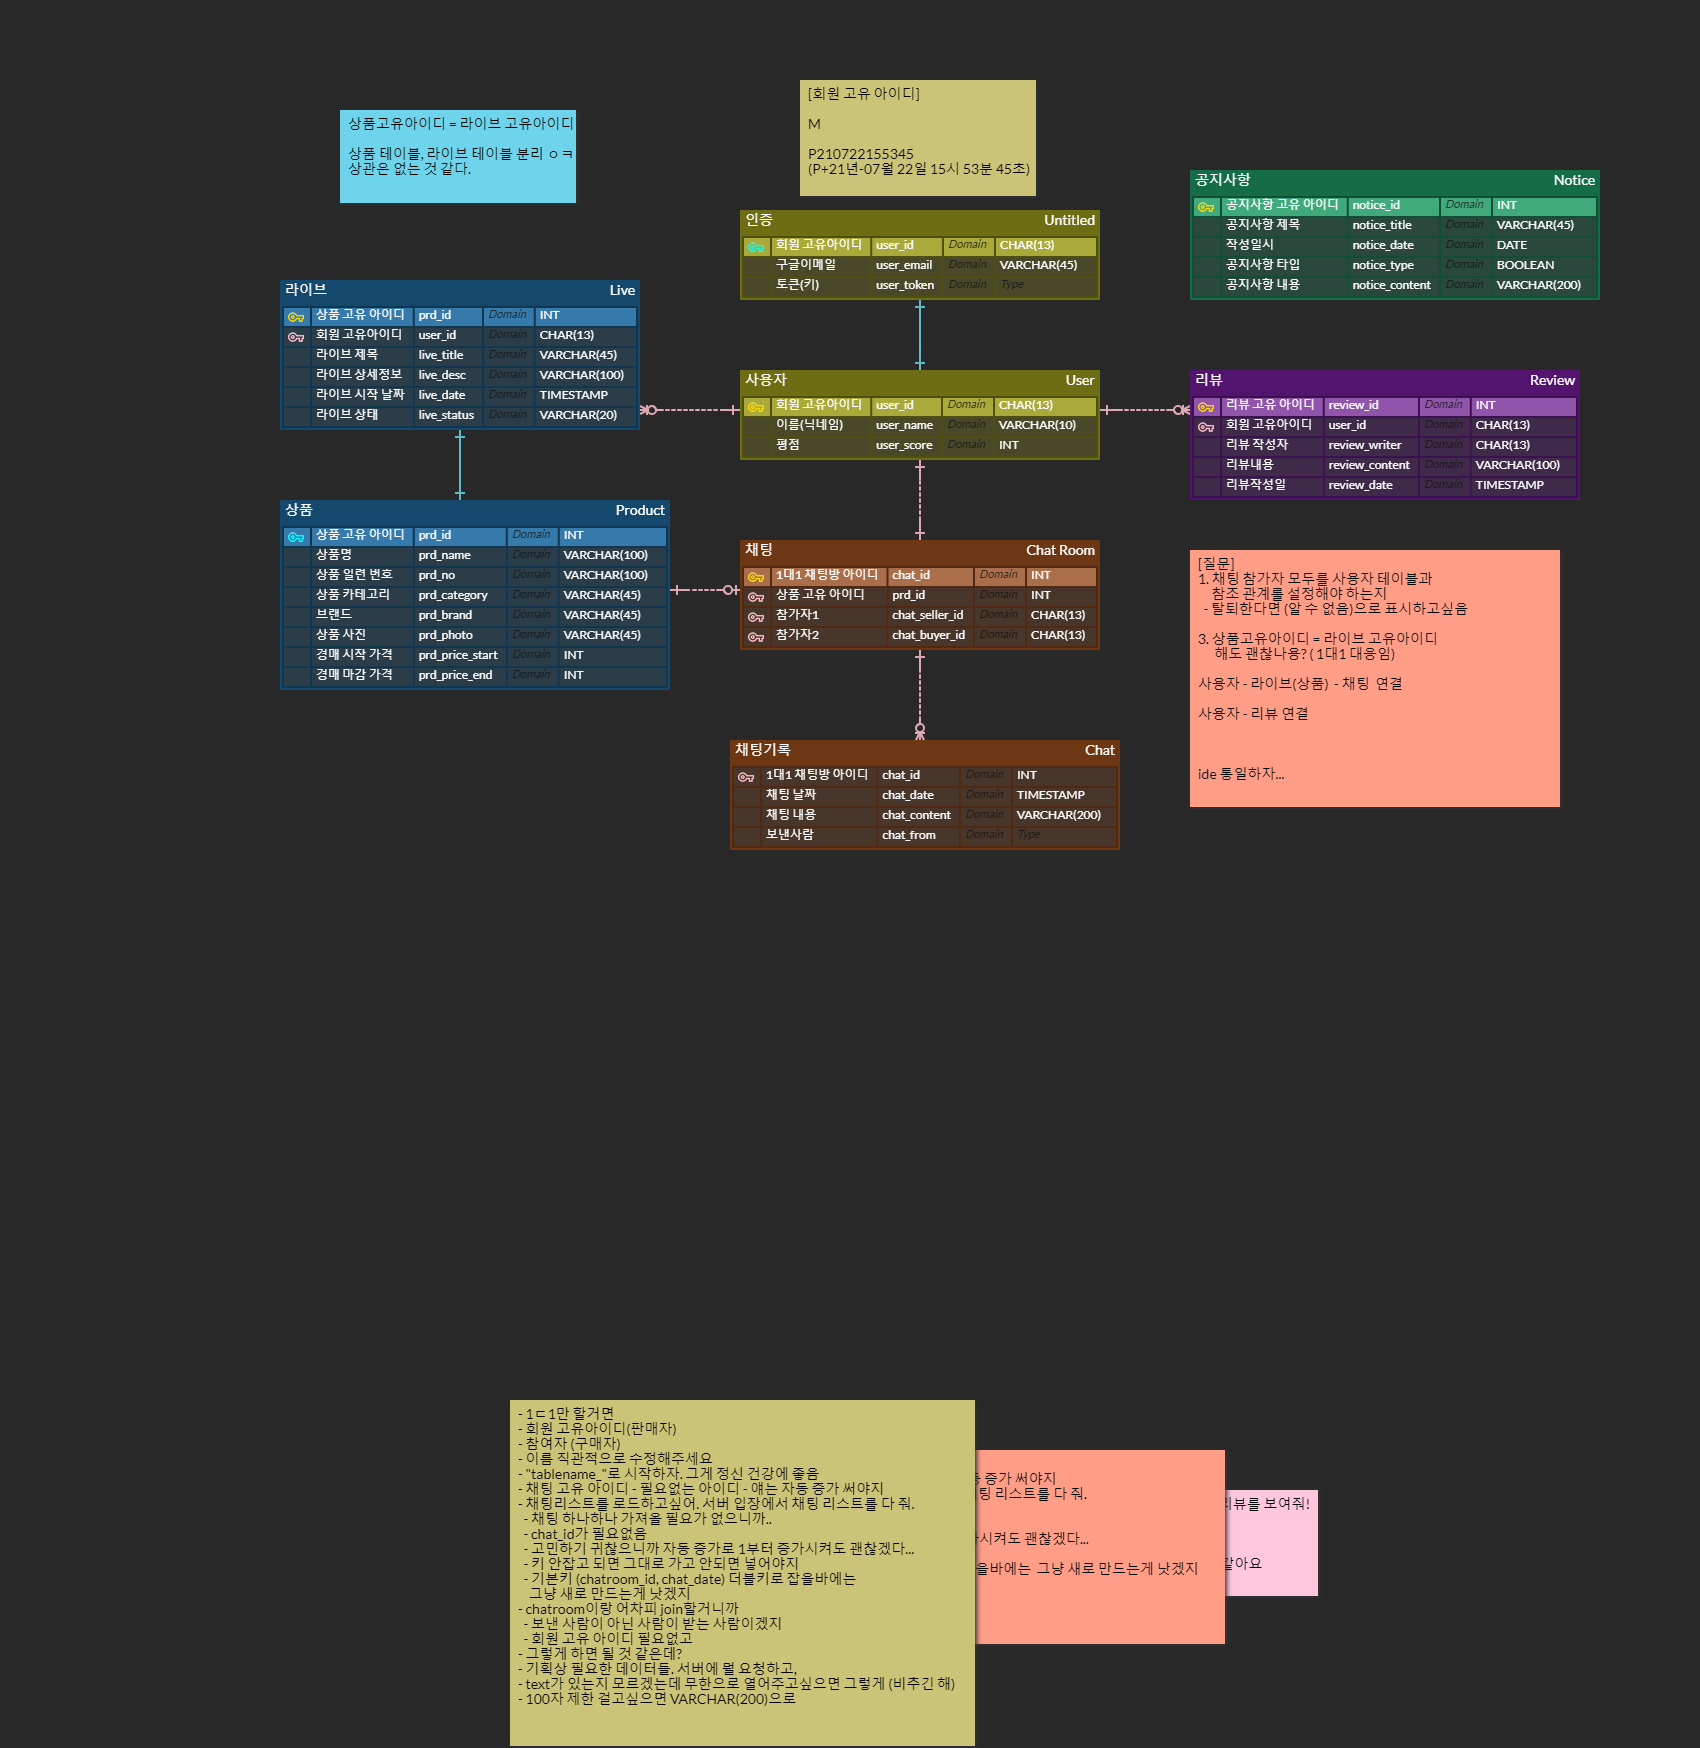 상품고유아이디 = 라이브 고유아이디
상품 테이블, 라이브 테이블 분리 ㅇㅋ
상관은 없는 것 같다.
[회원 고유 아이디]
M
P210722155345
(P+21년-07월 22일 15시 53분 45초)
공지사항 Notice
공지사항 고유 아이디 notice_id Domain INT
공지사항 제목 notice_title Domain VARCHAR(45)
작성일시 notice_date Domain DATE
공지사항 타입 notice_type Domain BOOLEAN
공지사항 내용 notice_content Domain VARCHAR(200)
인증 Untitled
회원 고유아이디 user_id Domain CHAR(13)
구글이메일 user_email Domain VARCHAR(45)
토큰(키) user_token Domain Type
라이브 Live
상품 고유 아이디 prd_id Domain INT
회원 고유아이디 user_id Domain CHAR(13)
라이브 제목 live_title Domain VARCHAR(45)
라이브 상세정보 live_desc Domain VARCHAR(100)
라이브 시작 날짜 live_date Domain TIMESTAMP
라이브 상태 live_status Domain VARCHAR(20)
사용자 User
회원 고유아이디 user_id Domain CHAR(13)
이름(닉네임) user_name Domain VARCHAR(10)
평점 user_score Domain INT
리뷰 Review
리뷰 고유 아이디 review_id Domain INT
회원 고유아이디 user_id Domain CHAR(13)
리뷰 작성자 review_writer Domain CHAR(13)
리뷰내용 review_content Domain VARCHAR(100)
리뷰작성일 review_date Domain TIMESTAMP
상품 Product
상품 고유 아이디 prd_id Domain INT
상품명 prd_name Domain VARCHAR(100)
상품 일련 번호 prd_no Domain VARCHAR(100)
상품 카테고리 prd_category Domain VARCHAR(45)
브랜드 prd_brand Domain VARCHAR(45)
상품 사진 prd_photo Domain VARCHAR(45)
경매 시작 가격 prd_price_start Domain INT
경매 마감 가격 prd_price_end Domain INT
채팅 Chat Room
1대1 채팅방 아이디 chat_id Domain INT
상품 고유 아이디 prd_id Domain INT
참가자1 chat_seller_id Domain CHAR(13)
참가자2 chat_buyer_id Domain CHAR(13)
[질문]
1. 채팅 참가자 모두를 사용자 테이블과
참조 관계를 설정해야 하는지
- 탈퇴한다면 (알 수 없음)으로 표시하고싶음
3. 상품고유아이디 = 라이브 고유아이디
해도 괜찮나용? ( 1대1 대응임)
사용자 - 라이브(상품) - 채팅 연결
사용자 - 리뷰 연결
ide 통일하자...
채팅기록 Chat
1대1 채팅방 아이디 chat_id Domain INT
채팅 날짜 chat_date Domain TIMESTAMP
채팅 내용 chat_content Domain VARCHAR(200)
보낸사람 chat_from Domain Type
- 1ㄷ1만 할거면
- 회원 고유아이디(판매자)
- 참여자 (구매자)
- 이름 직관적으로 수정해주세요
- "tablename_"로 시작하자. 그게 정신 건강에 좋음
- 채팅 고유 아이디 - 필요없는 아이디 - 얘는 자동 증가 써야지
- 채팅리스트를 로드하고싶어. 서버 입장에서 채팅 리스트를 다 줘.
- 채팅 하나하나 가져올 필요가 없으니까..
- chat_id가 필요없음
- 고민하기 귀찮으니까 자동 증가로 1부터 증가시켜도 괜찮겠다...
- 키 안잡고 되면 그대로 가고 안되면 넣어야지
- 기본키 (chatroom_id, chat_date) 더블키로 잡을바에는
그냥 새로 만드는게 낫겠지
- chatroom이랑 어차피 join할거니까
- 보낸 사람이 아닌 사람이 받는 사람이겠지
- 회원 고유 아이디 필요없고
- 그렇게 하면 될 것 같은데?
- 기획상 필요한 데이터들. 서버에 뭘 요청하고,
- text가 있는지 모르겠는데 무한으로 열어주고싶으면 그렇게 (비추긴 해)
- 100자 제한 걸고싶으면 VARCHAR(200)으로
증가 써야지
팅 리스트를 다 줘.
시켜도 괜찮겠다...
을바에는 그냥 새로 만드는게 낫겠지
리뷰를 보여줘!
같아요